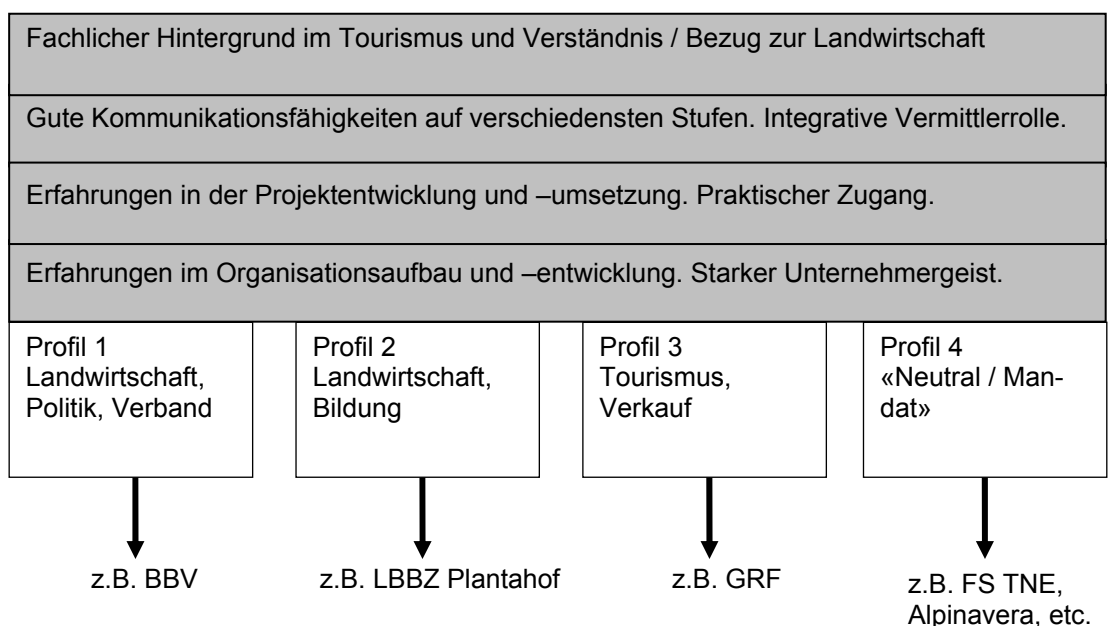 Fachlicher Hintergrund im Tourismus und Verständnis / Bezug zur Landwirtschaft
Gute Kommunikationsfähigkeiten auf verschiedensten Stufen. Integrative Vermittlerrolle.
Erfahrungen in der Projektentwicklung und –umsetzung. Praktischer Zugang.
Erfahrungen im Organisationsaufbau und –entwicklung. Starker Unternehmergeist.
Profil 1
Landwirtschaft,
Politik, Verband
Profil 2
Landwirtschaft,
Bildung
Profil 3
Tourismus,
Verkauf
Profil 4
«Neutral / Man-
dat»
z.B. BBV
z.B. LBBZ Plantahof
z.B. GRF
z.B. FS TNE,
Alpinavera, etc.